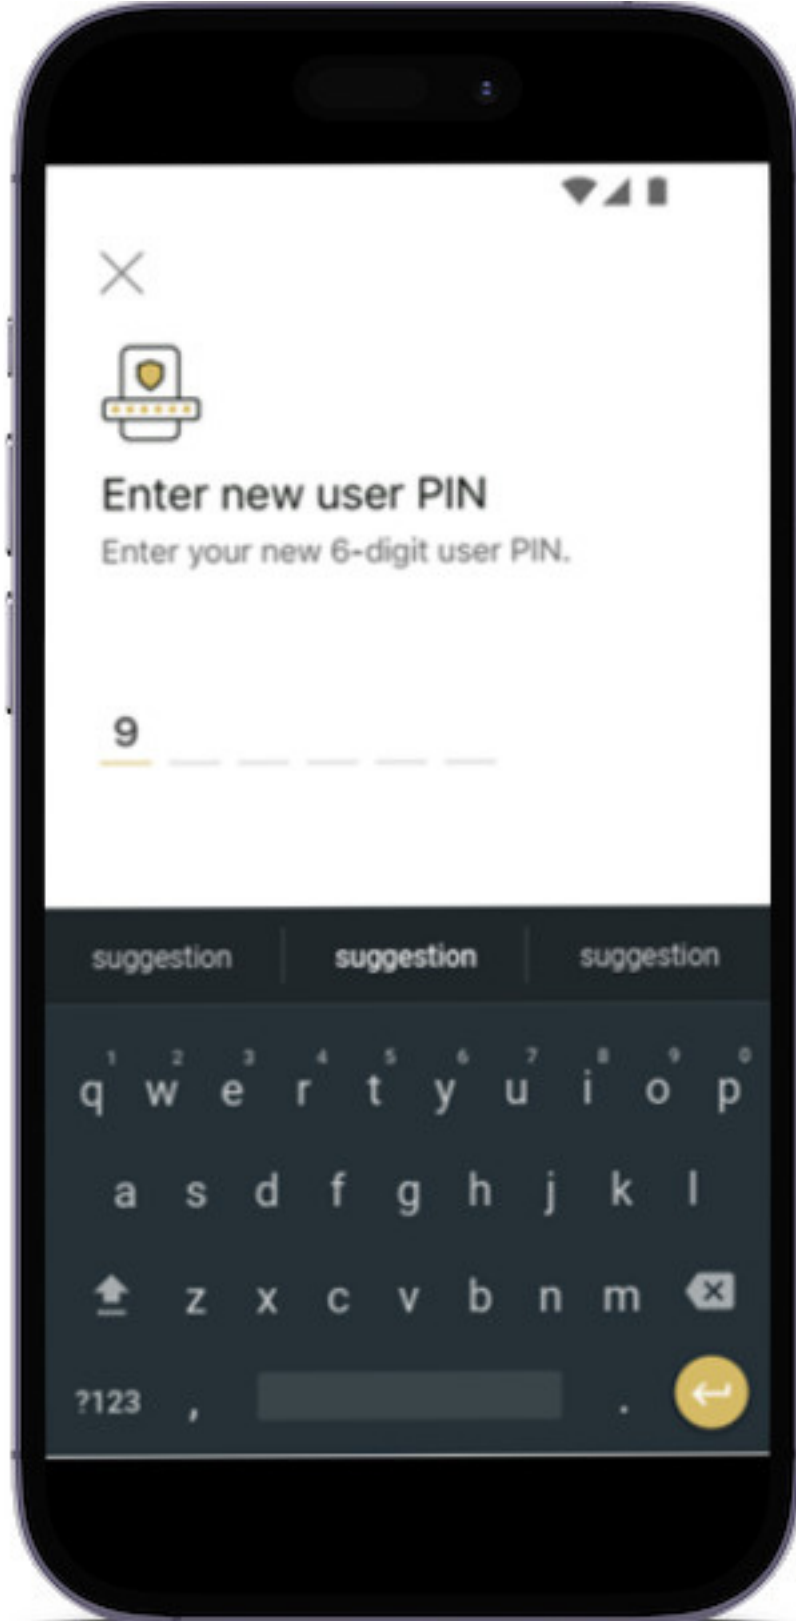 Enter new user PIN
Enter your new 6-digit user PIN.
9
suggestion suggestion suggestion
1 2 3 4 5 6 7 8 9 0
q w e r t y u i o p
a s d f g h j k l
z x c v b n m
?123 , .